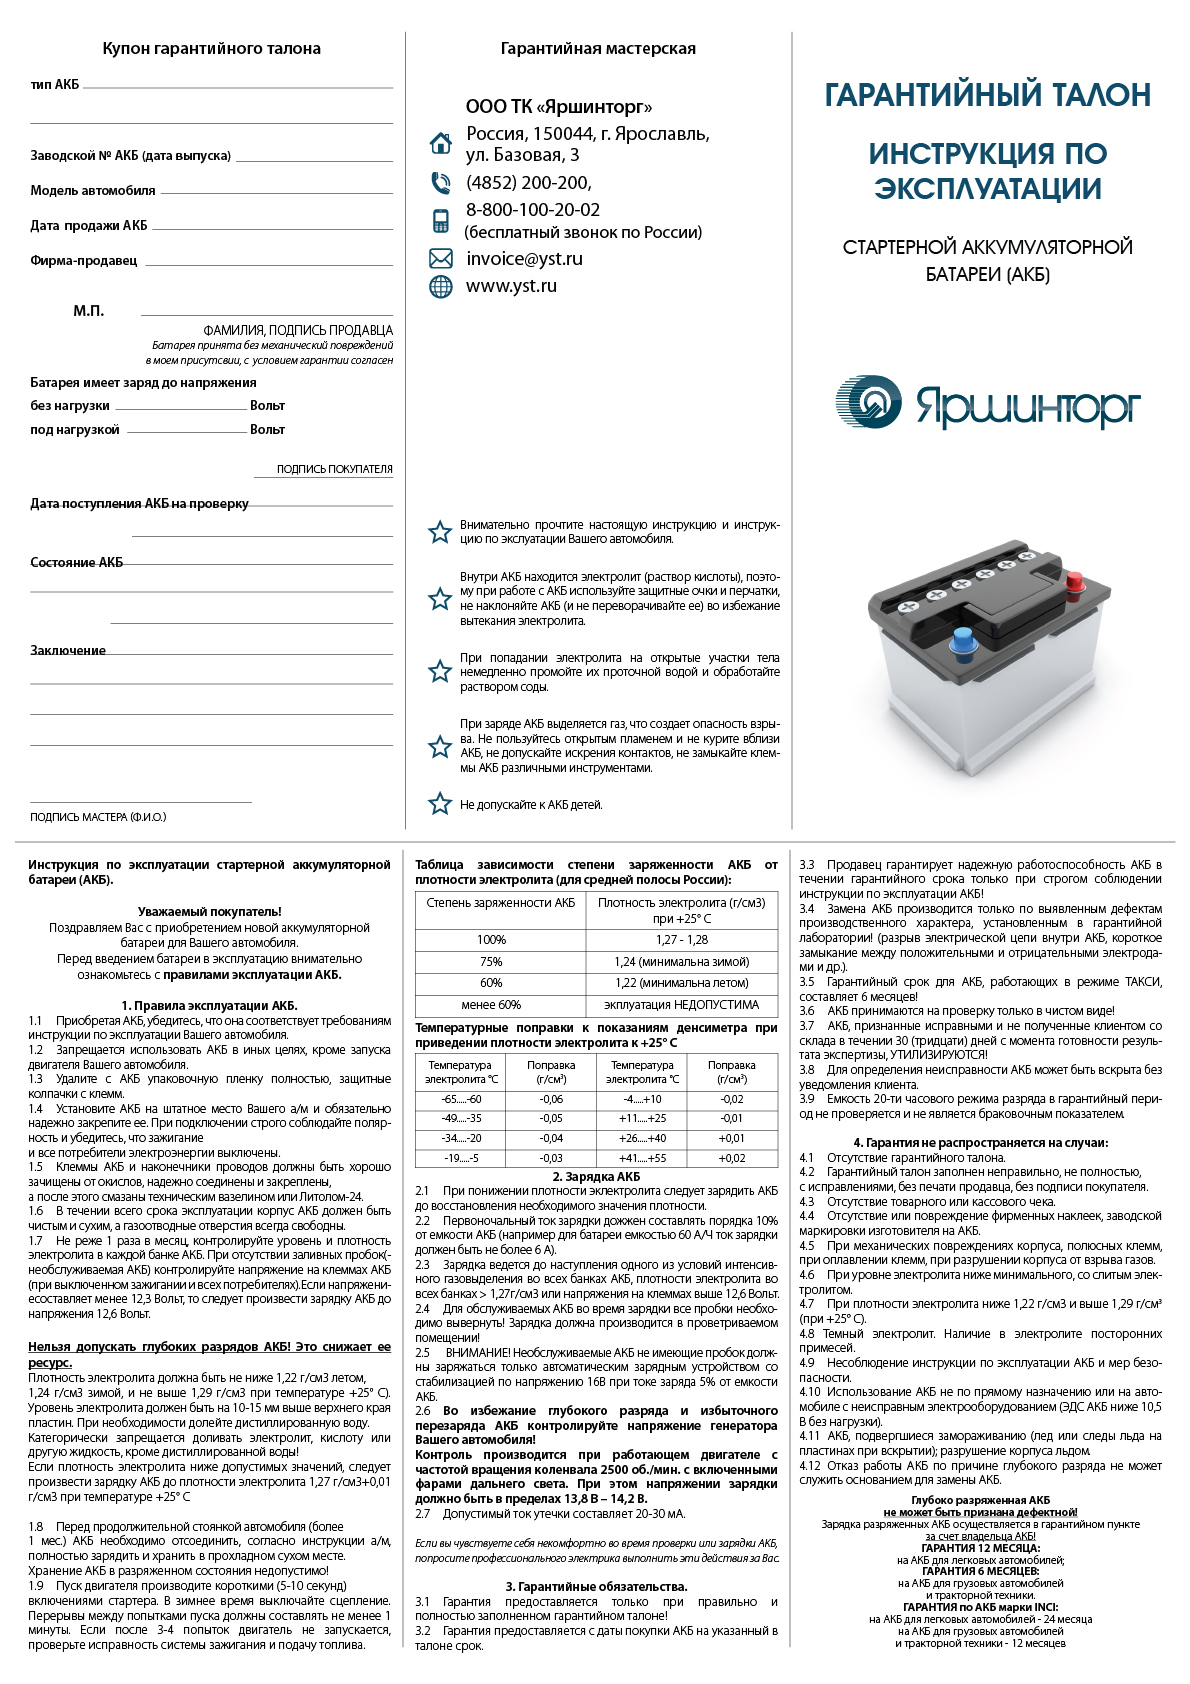 Купон гарантийного талона
тип АКБ
Заводской № АКБ (дата выпуска)
Модель автомобиля
Дата продажи АКБ
Фирма-продавец
М.П.
ФАМИЛИЯ, ПОДПИСЬ ПРОДАВЦА
Батарея принята без механический повреждений
в моем присутсвии, с условием гарантии согласен
Батарея имеет заряд до напряжения
без нагрузки Вольт
под нагрузкой Вольт
ПОДПИСЬ ПОКУПАТЕЛЯ
Дата поступления АКБ на проверку
Состояние АКБ
Заключение
ПОДПИСЬ МАСТЕРА (Ф.И.О.)
Гарантийная мастерская
ООО ТК «Яршинторг»
Россия, 150044, г. Ярославль,
ул. Базовая, 3
(4852) 200-200,
8-800-100-20-02
(бесплатный звонок по России)
invoice@yst.ru
www.yst.ru
Внимательно прочтите настоящую инструкцию и инструк-
цию по экслуатации Вашего автомобиля.
Внутри АКБ находится электролит (раствор кислоты), поэто-
му при работе с АКБ используйте защитные очки и перчатки,
не наклоняйте АКБ (и не переворачивайте ее) во избежание
вытекания электролита.
При попадании электролита на открытые участки тела
немедленно промойте их проточной водой и обработайте
раствором соды.
При заряде АКБ выделяется газ, что создает опасность взры-
ва. Не пользуйтесь открытым пламенем и не курите вблизи
АКБ, не допускайте искрения контактов, не замыкайте клем-
мы АКБ различными инструментами.
Не допускайте к АКБ детей.
ГАРАНТИЙНЫЙ ТАЛОН
ИНСТРУКЦИЯ ПО
ЭКСПЛУАТАЦИИ
СТАРТЕРНОЙ АККУМУЛЯТОРНОЙ
БАТАРЕИ (АКБ)
Яршинторг
Инструкция по эксплуатации стартерной аккумуляторной
батареи (АКБ).
Уважаемый покупатель!
Поздравляем Вас с приобретением новой аккумуляторной
батареи для Вашего автомобиля.
Перед введением батареи в эксплуатацию внимательно
ознакомьтесь с правилами эксплуатации АКБ.
1. Правила эксплуатации АКБ.
1.1 Приобретая АКБ, убедитесь, что она соответствует требованиям
инструкции по эксплуатации Вашего автомобиля.
1.2 Запрещается использовать АКБ в иных целях, кроме запуска
двигателя Вашего автомобиля.
1.3 Удалите с АКБ упаковочную пленку полностью, защитные
колпачки с клемм.
1.4 Установите АКБ на штатное место Вашего а/м и обязательно
надежно закрепите ее. При подключении строго соблюдайте поляр-
ность и убедитесь, что зажигание
и все потребители электроэнергии выключены.
1.5 Клеммы АКБ и наконечники проводов должны быть хорошо
зачищены от окислов, надежно соединены и закреплены,
а после этого смазаны техническим вазелином или Литолом-24.
1.6 В течении всего срока эксплуатации корпус АКБ должен быть
чистым и сухим, а газоотводные отверстия всегда свободны.
1.7 Не реже 1 раза в месяц, контролируйте уровень и плотность
электролита в каждой банке АКБ. При отсутствии заливных пробок(-
необслуживаемая АКБ) контролируйте напряжение на клеммах АКБ
(при выключенном зажигании и всех потребителях).Если напряжени-
есоставляет менее 12,3 Вольт, то следует произвести зарядку АКБ до
напряжения 12,6 Вольт.
Нельзя допускать глубоких разрядов АКБ! Это снижает ее
ресурс.
Плотность электролита должна быть не ниже 1,22 г/см3 летом,
1,24 г/см3 зимой, и не выше 1,29 г/см3 при температуре +25° С).
Уровень электролита должен быть на 10-15 мм выше верхнего края
пластин. При необходимости долейте дистиллированную воду.
Категорически запрещается доливать электролит, кислоту или
другую жидкость, кроме дистиллированной воды!
Если плотность электролита ниже допустимых значений, следует
произвести зарядку АКБ до плотности электролита 1,27 г/см3+0,01
г/см3 при температуре +25° С
1.8 Перед продолжительной стоянкой автомобиля (более
1 мес.) АКБ необходимо отсоединить, согласно инструкции а/м,
полностью зарядить и хранить в прохладном сухом месте.
Хранение АКБ в разряженном состояния недопустимо!
1.9 Пуск двигателя производите короткими (5-10 секунд)
включениями стартера. В зимнее время выключайте сцепление.
Перерывы между попытками пуска должны составлять не менее 1
минуты. Если после 3-4 попыток двигатель не запускается,
проверьте исправность системы зажигания и подачу топлива.
Таблица зависимости степени заряженности АКБ от
плотности электролита (для средней полосы России):
Степень заряженности АКБ Плотность электролита (г/см3)
при +25° С
100% 1,27 - 1,28
75% 1,24 (минимальна зимой)
60% 1,22 (минимальна летом)
менее 60% экплуатация НЕДОПУСТИМА
Температурные поправки к показаниям денсиметра при
приведении плотности электролита к +25° С
Температура Поправка Температура Поправка
электролита °С (г/см³) электролита °С (г/см³)
-65.....-60 -0,06 -4.....+10 -0,02
-49.....-35 -0,05 +11.....+25 -0,01
-34.....-20 -0,04 +26.....+40 +0,01
-19.....-5 -0,03 +41.....+55 +0,02
2. Зарядка АКБ
2.1 При понижении плотности эклектролита следует зарядить АКБ
до восстановления необходимого значения плотности.
2.2 Первоночальный ток зарядки дожжен составлять порядка 10%
от емкости АКБ (например для батареи емкостью 60 А/Ч ток зарядки
должен быть не более 6 А).
2.3 Зарядка ведется до наступления одного из условий интенсив-
ного газовыделения во всех банках АКБ, плотности электролита во
всех банках > 1,27г/см3 или напряжения на клеммах выше 12,6 Вольт.
2.4 Для обслуживаемых АКБ во время зарядки все пробки необхо-
димо вывернуть! Зарядка должна производится в проветриваемом
помещении!
2.5 ВНИМАНИЕ! Необслуживаемые АКБ не имеющие пробок долж-
ны заряжаться только автоматическим зарядным устройством со
стабилизацией по напряжению 16В при токе заряда 5% от емкости
АКБ.
2.6 Во избежание глубокого разряда и избыточного
перезаряда АКБ контролируйте напряжение генератора
Вашего автомобиля!
Контроль производится при работающем двигателе с
частотой вращения коленвала 2500 об./мин. с включенными
фарами дальнего света. При этом напряжении зарядки
должно быть в пределах 13,8 В – 14,2 В.
2.7 Допустимый ток утечки составляет 20-30 мА.
Если вы чувствуете себя некомфортно во время проверки или зарядки АКБ,
попросите профессионального электрика выполнить эти действия за Вас.
3. Гарантийные обязательства.
3.1 Гарантия предоставляется только при правильно и
полностью заполненном гарантийном талоне!
3.2 Гарантия предоставляется с даты покупки АКБ на указанный в
талоне срок.
3.3 Продавец гарантирует надежную работоспособность АКБ в
течении гарантийного срока только при строгом соблюдении
инструкции по эксплуатации АКБ!
3.4 Замена АКБ производится только по выявленным дефектам
производственного характера, установленным в гарантийной
лаборатории! (разрыв электрической цепи внутри АКБ, короткое
замыкание между положительными и отрицательными электрода-
ми и др.).
3.5 Гарантийный срок для АКБ, работающих в режиме ТАКСИ,
составляет 6 месяцев!
3.6 АКБ принимаются на проверку только в чистом виде!
3.7 АКБ, признанные исправными и не полученные клиентом со
склада в течении 30 (тридцати) дней с момента готовности резуль-
тата экспертизы, УТИЛИЗИРУЮТСЯ!
3.8 Для определения неисправности АКБ может быть вскрыта без
уведомления клиента.
3.9 Емкость 20-ти часового режима разряда в гарантийный пери-
од не проверяется и не является браковочным показателем.
4. Гарантия не распространяется на случаи:
4.1 Отсутствие гарантийного талона.
4.2 Гарантийный талон заполнен неправильно, не полностью,
с исправлениями, без печати продавца, без подписи покупателя.
4.3 Отсутствие товарного или кассового чека.
4.4 Отсутствие или повреждение фирменных наклеек, заводской
маркировки изготовителя на АКБ.
4.5 При механических повреждениях корпуса, полюсных клемм,
при оплавлении клемм, при разрушении корпуса от взрыва газов.
4.6 При уровне электролита ниже минимального, со слитым элек-
тролитом.
4.7 При плотности электролита ниже 1,22 г/см3 и выше 1,29 г/см³
(при +25° С).
4.8 Темный электролит. Наличие в электролите посторонних
примесей.
4.9 Несоблюдение инструкции по эксплуатации АКБ и мер безо-
пасности.
4.10 Использование АКБ не по прямому назначению или на авто-
мобиле с неисправным электрооборудованием (ЭДС АКБ ниже 10,5
В без нагрузки).
4.11 АКБ, подвергшиеся замораживанию (лед или следы льда на
пластинах при вскрытии); разрушение корпуса льдом.
4.12 Отказ работы АКБ по причине глубокого разряда не может
служить основанием для замены АКБ.
Глубоко разряженная АКБ
не может быть признана дефектной!
Зарядка разряженных АКБ осуществляется в гарантийном пункте
за счет владельца АКБ!
ГАРАНТИЯ 12 МЕСЯЦА:
на АКБ для легковых автомобилей;
ГАРАНТИЯ 6 МЕСЯЦЕВ:
на АКБ для грузовых автомобилей
и тракторной техники.
ГАРАНТИЯ по АКБ марки INCI:
на АКБ для легковых автомобилей - 24 месяца
на АКБ для грузовых автомобилей
и тракторной техники - 12 месяцев